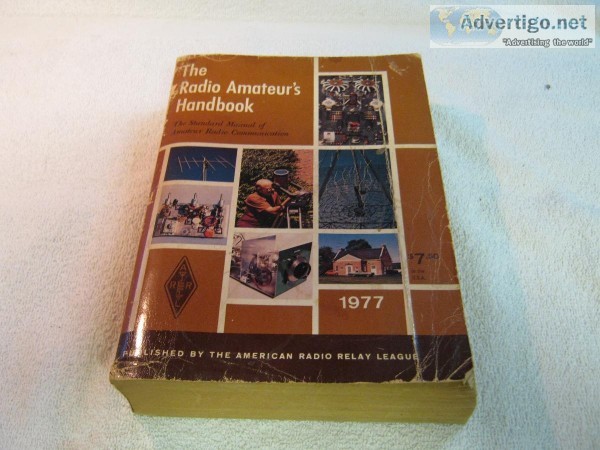 Advertigo.net
"Advertising the world"
The
Radio Amateur's
Handbook
The Standard Manual of
Amateur Radio Communication
$7.50
1977
PUBLISHED BY THE AMERICAN RADIO RELAY LEAGUE